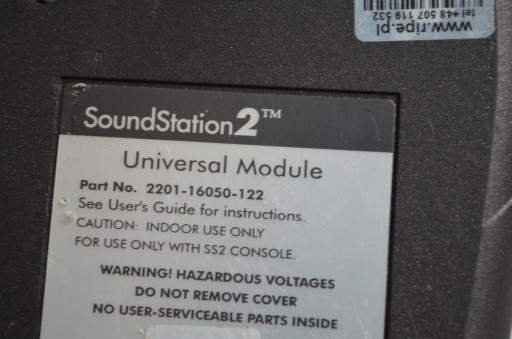 www.ripe.pl
tel +48 507 119 532
SoundStation2™
Universal Module
Part No. 2201-16050-122
See User's Guide for instructions.
CAUTION: INDOOR USE ONLY
FOR USE ONLY WITH SS2 CONSOLE.
WARNING! HAZARDOUS VOLTAGES
DO NOT REMOVE COVER
NO USER-SERVICEABLE PARTS INSIDE